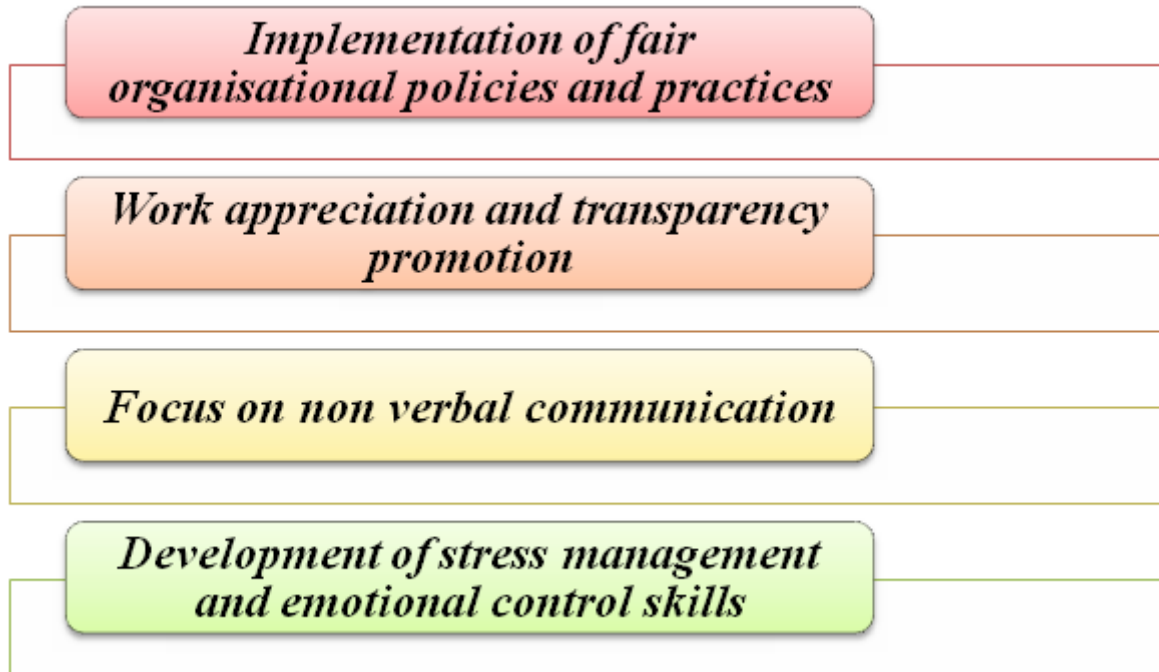 Implementation of fair
organisational policies and practices
Work appreciation and transparency
promotion
Focus on non verbal communication
Development of stress management
and emotional control skills